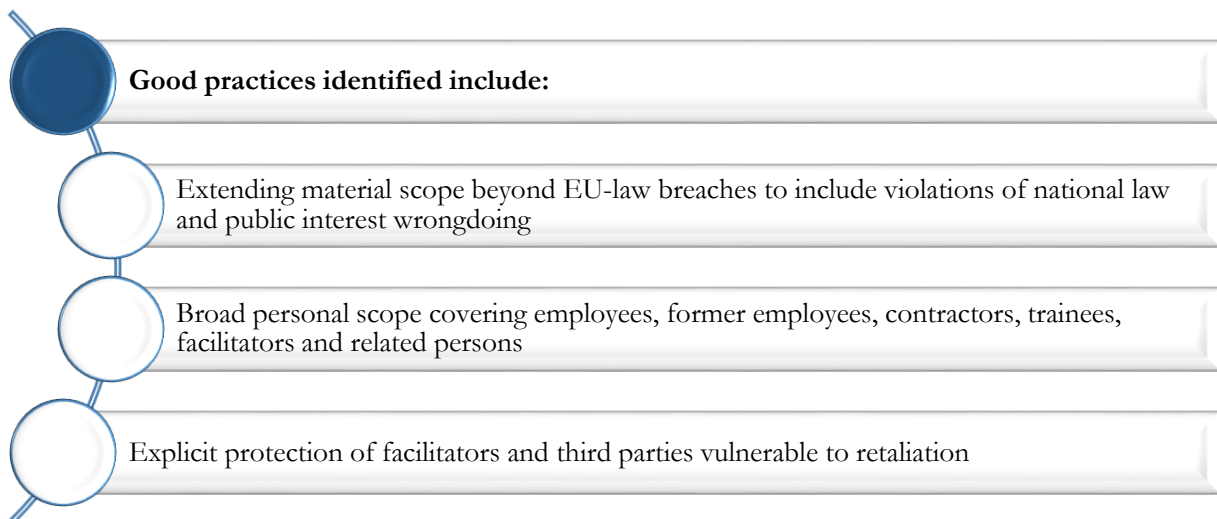 Good practices identified include:
Extending material scope beyond EU-law breaches to include violations of national law
and public interest wrongdoing
Broad personal scope covering employees, former employees, contractors, trainees,
facilitators and related persons
Explicit protection of facilitators and third parties vulnerable to retaliation